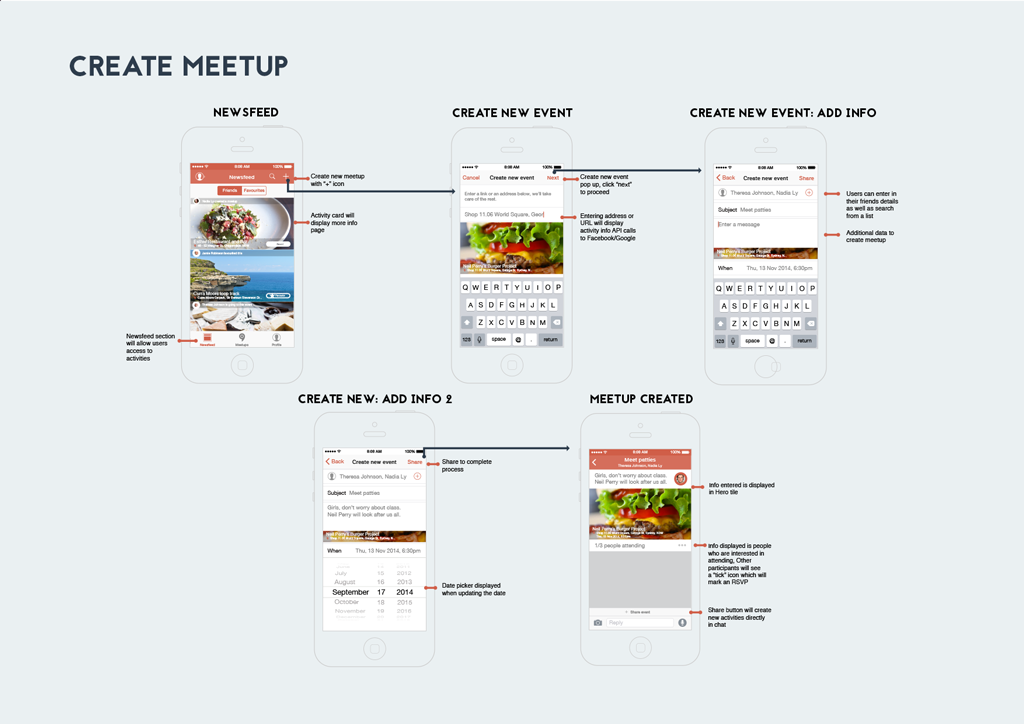 CREATE MEETUP
NEWSFEED
9:08 AM 100%
Newsfeed
Friends Favourites
Newsfeed Meetups Profile
Create new meetup
with "+" icon
Activity card will
display more info
page
Newsfeed section
will allow users
access to
activities
CREATE NEW EVENT
9:08 AM 100%
Cancel Create new event Next
Enter a link or an address below, we'll take
care of the rest.
Shop 11.06 World Square, Geor
Neil Perry's Burger Project
Q W E R T Y U I O P
A S D F G H J K L
Z X C V B N M
123 space @ . return
Create new event
pop up, click "next"
to proceed
Entering address or
URL will display
activity info API calls
to Facebook/Google
CREATE NEW EVENT: ADD INFO
9:08 AM 100%
Back Create new event Share
Theresa Johnson, Nadia Ly
Subject Meet patties
Enter a message
Neil Perry's Burger Project
When Thu, 13 Nov 2014, 6:30pm
Q W E R T Y U I O P
A S D F G H J K L
Z X C V B N M
123 space @ . return
Users can enter in
their friends details
as well as search
from a list
Additional data to
create meetup
CREATE NEW: ADD INFO 2
9:08 AM 100%
Back Create new event Share
Theresa Johnson, Nadia Ly
Subject Meet patties
Girls, don't worry about class.
Neil Perry will look after us all.
Neil Perry's Burger Project
When Thu, 13 Nov 2014, 6:30pm
July 15 2012
August 16 2013
September 17 2014
October 18 2015
November 19 2016
Share to complete
process
Date picker displayed
when updating the date
MEETUP CREATED
9:08 AM 100%
Meet patties
Theresa Johnson, Nadia Ly
Girls, don't worry about class.
Neil Perry will look after us all.
Neil Perry's Burger Project
1/3 people attending
Share event
Reply
Info entered is displayed
in Hero tile
Info displayed is people
who are interested in
attending, Other
participants will see
a "tick" icon which will
mark an RSVP
Share button will create
new activities directly
in chat